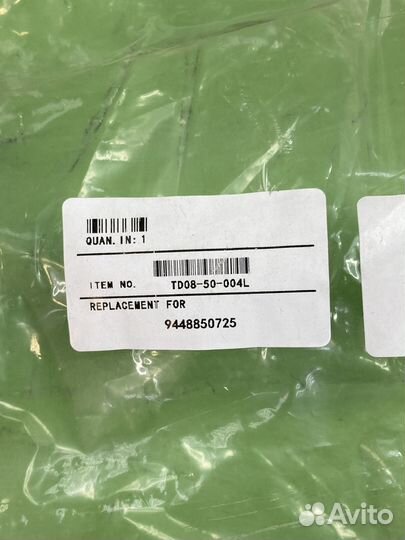 QUAN. IN: 1
ITEM NO. TD08-50-004L
REPLACEMENT FOR
9448850725
Avito